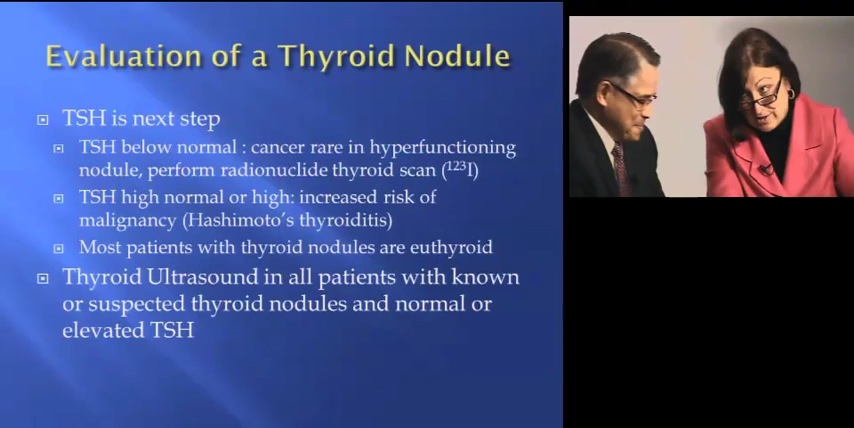 Evaluation of a Thyroid Nodule
TSH is next step
TSH below normal : cancer rare in hyperfunctioning
nodule, perform radionuclide thyroid scan (¹²³I)
TSH high normal or high: increased risk of
malignancy (Hashimoto's thyroiditis)
Most patients with thyroid nodules are euthyroid
Thyroid Ultrasound in all patients with known
or suspected thyroid nodules and normal or
elevated TSH